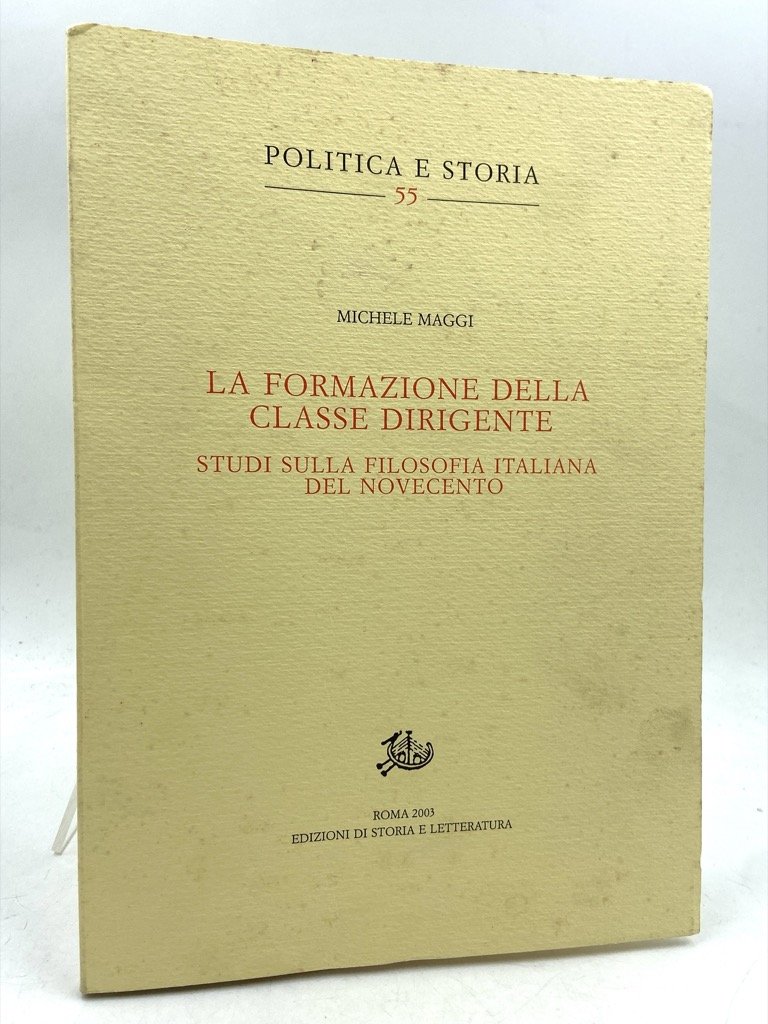 POLITICA E STORIA
55
MICHELE MAGGI
LA FORMAZIONE DELLA
CLASSE DIRIGENTE
STUDI SULLA FILOSOFIA ITALIANA
DEL NOVECENTO
ROMA 2003
EDIZIONI DI STORIA E LETTERATURA